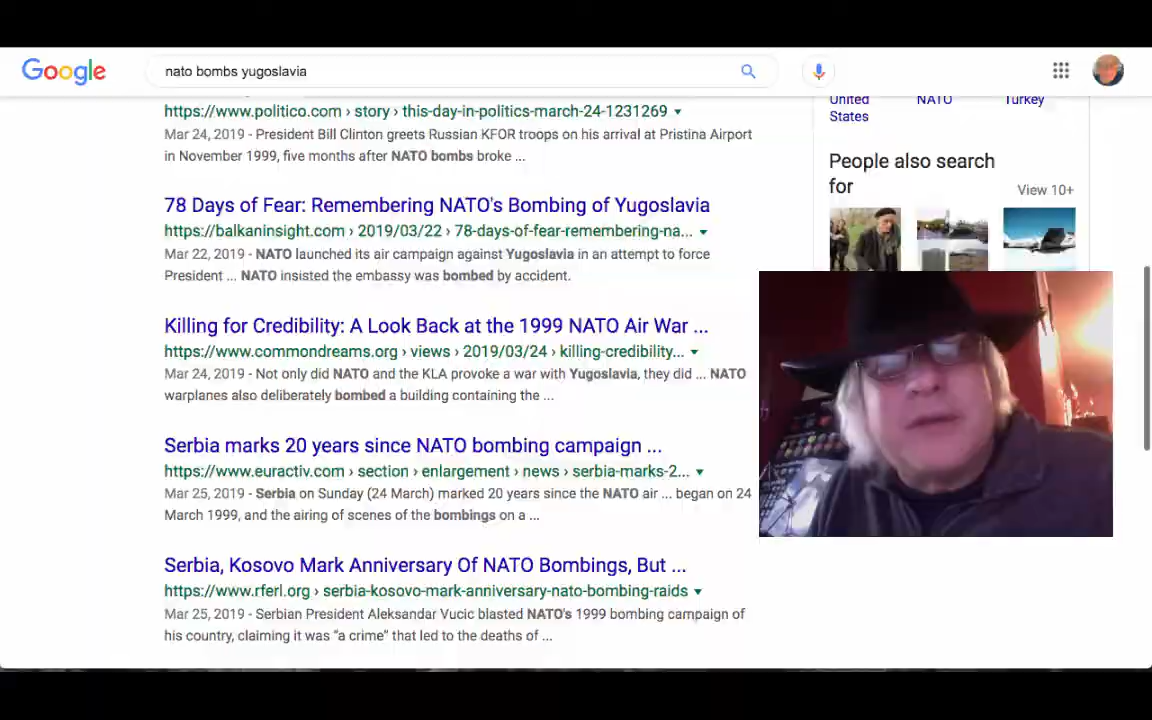 Google
nato bombs yugoslavia
https://www.politico.com › story › this-day-in-politics-march-24-1231269
Mar 24, 2019 - President Bill Clinton greets Russian KFOR troops on his arrival at Pristina Airport
in November 1999, five months after NATO bombs broke ...
78 Days of Fear: Remembering NATO's Bombing of Yugoslavia
https://balkaninsight.com › 2019/03/22 › 78-days-of-fear-remembering-na...
Mar 22, 2019 - NATO launched its air campaign against Yugoslavia in an attempt to force
President ... NATO insisted the embassy was bombed by accident.
Killing for Credibility: A Look Back at the 1999 NATO Air War ...
https://www.commondreams.org › views › 2019/03/24 › killing-credibility...
Mar 24, 2019 - Not only did NATO and the KLA provoke a war with Yugoslavia, they did ... NATO
warplanes also deliberately bombed a building containing the ...
Serbia marks 20 years since NATO bombing campaign ...
https://www.euractiv.com › section › enlargement › news › serbia-marks-2...
Mar 25, 2019 - Serbia on Sunday (24 March) marked 20 years since the NATO air ... began on 24
March 1999, and the airing of scenes of the bombings on a ...
Serbia, Kosovo Mark Anniversary Of NATO Bombings, But ...
https://www.rferl.org › serbia-kosovo-mark-anniversary-nato-bombing-raids
Mar 25, 2019 - Serbian President Aleksandar Vucic blasted NATO's 1999 bombing campaign of
his country, claiming it was “a crime” that led to the deaths of ...
United States
NATO
Turkey
People also search
for
View 10+